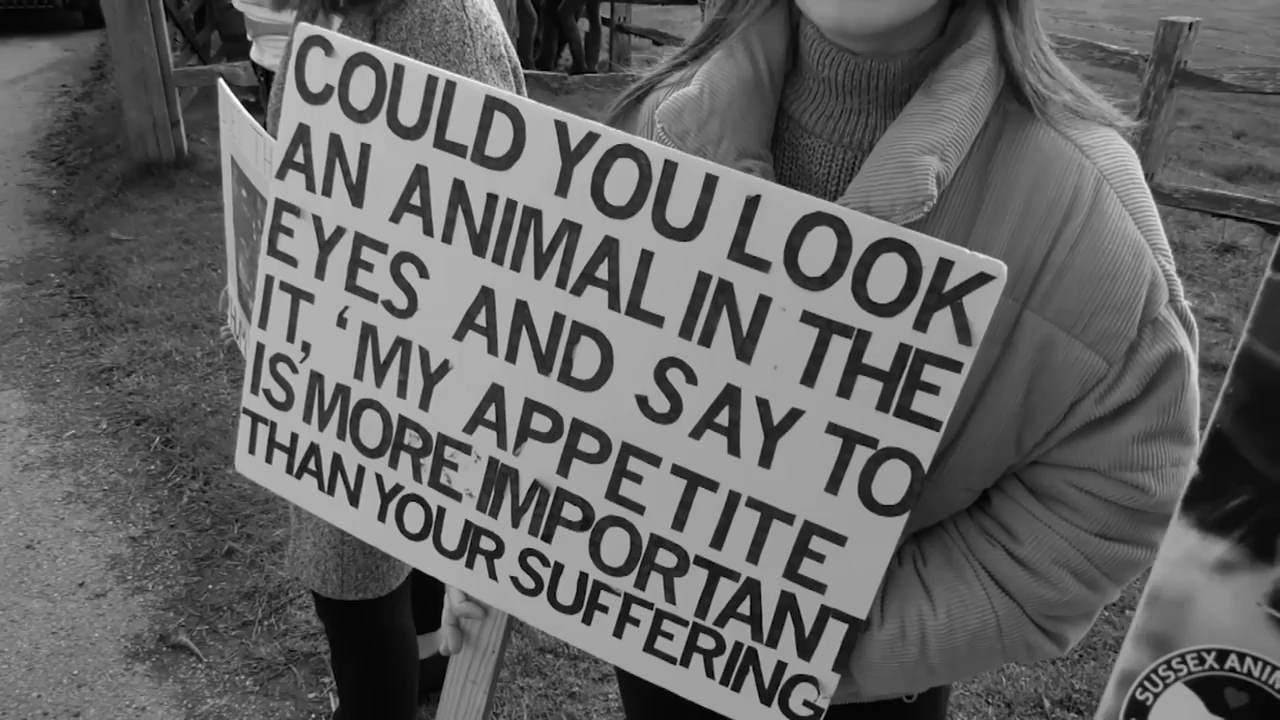 COULD YOU LOOK
AN ANIMAL IN THE
EYES AND SAY TO
IT, 'MY APPETITE
IS MORE IMPORTANT
THAN YOUR SUFFERING
SUSSEX ANIM